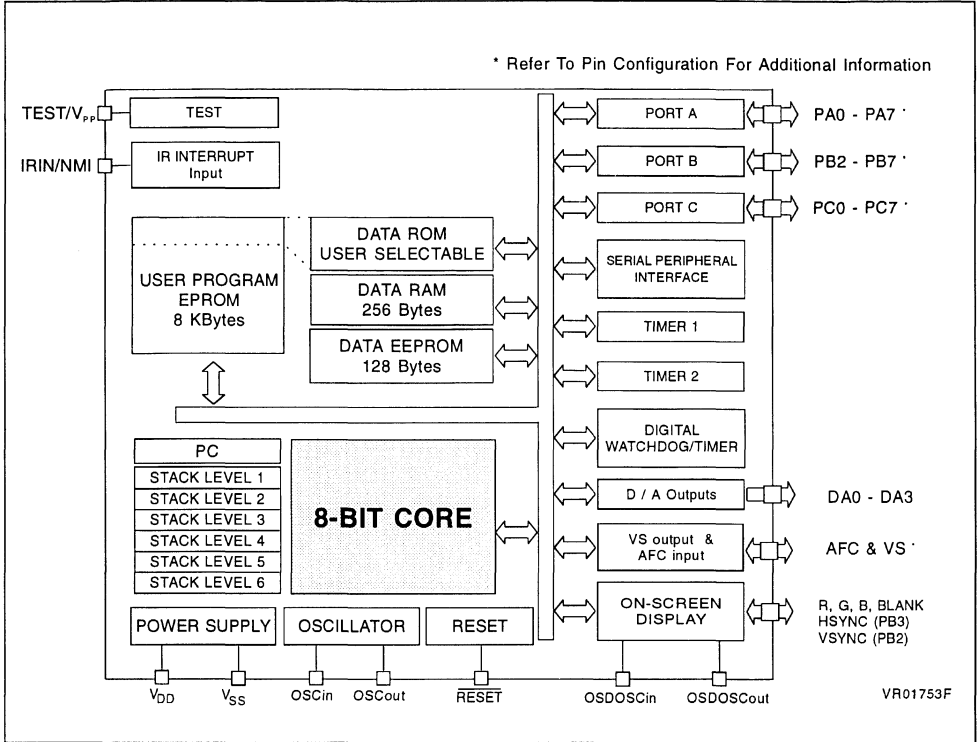 * Refer To Pin Configuration For Additional Information
TEST/VPP
TEST
IRIN/NMI
IR INTERRUPT
Input
USER PROGRAM
EPROM
8 KBytes
DATA ROM
USER SELECTABLE
DATA RAM
256 Bytes
DATA EEPROM
128 Bytes
PORT A
PA0 - PA7 *
PORT B
PB2 - PB7 *
PORT C
PC0 - PC7 *
SERIAL PERIPHERAL
INTERFACE
TIMER 1
TIMER 2
DIGITAL
WATCHDOG/TIMER
D / A Outputs
DA0 - DA3
VS output &
AFC input
AFC & VS *
ON-SCREEN
DISPLAY
R, G, B, BLANK
HSYNC (PB3)
VSYNC (PB2)
PC
STACK LEVEL 1
STACK LEVEL 2
STACK LEVEL 3
STACK LEVEL 4
STACK LEVEL 5
STACK LEVEL 6
8-BIT CORE
POWER SUPPLY
OSCILLATOR
RESET
VDD
VSS
OSCin
OSCout
RESET
OSDOSCin
OSDOSCout
VR01753F